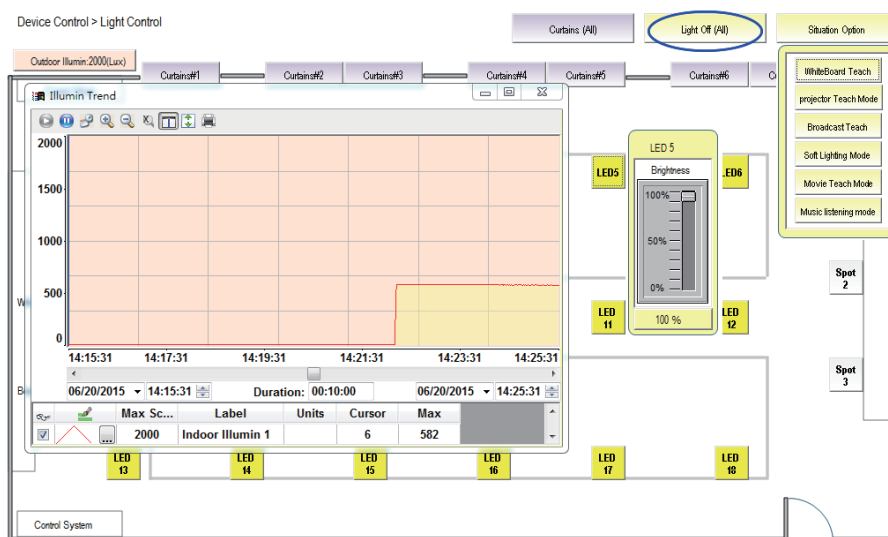 Device Control > Light Control
Curtains (All)
Light Off (All)
Situation Option
Outdoor Illumin:2000(Lux)
Curtains#1
Curtains#2
Curtains#3
Curtains#4
Curtains#5
Curtains#6
WhiteBoard Teach
projector Teach Mode
Broadcast Teach
Soft Lighting Mode
Movie Teach Mode
Music listening mode
Illumin Trend
2000
1500
1000
500
0
14:15:31
14:17:31
14:19:31
14:21:31
14:23:31
14:25:31
06/20/2015
14:15:31
Duration: 00:10:00
06/20/2015
14:25:31
Max Sc... Label Units Cursor Max
... 2000 Indoor Illumin 1 6 582
LED5
LED 5
Brightness
100%
50%
0%
100 %
.ED6
LED
11
LED
12
Spot
2
Spot
3
LED
13
LED
14
LED
15
LED
16
LED
17
LED
18
Control System